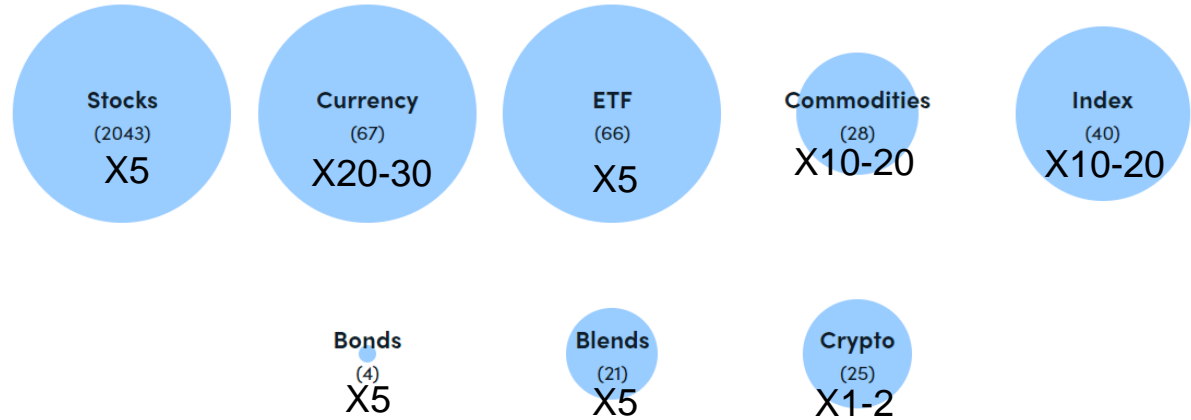 Stocks
(2043)
X5
Currency
(67)
X20-30
ETF
(66)
X5
Commodities
(28)
X10-20
Index
(40)
X10-20
Bonds
(4)
X5
Blends
(21)
X5
Crypto
(25)
X1-2